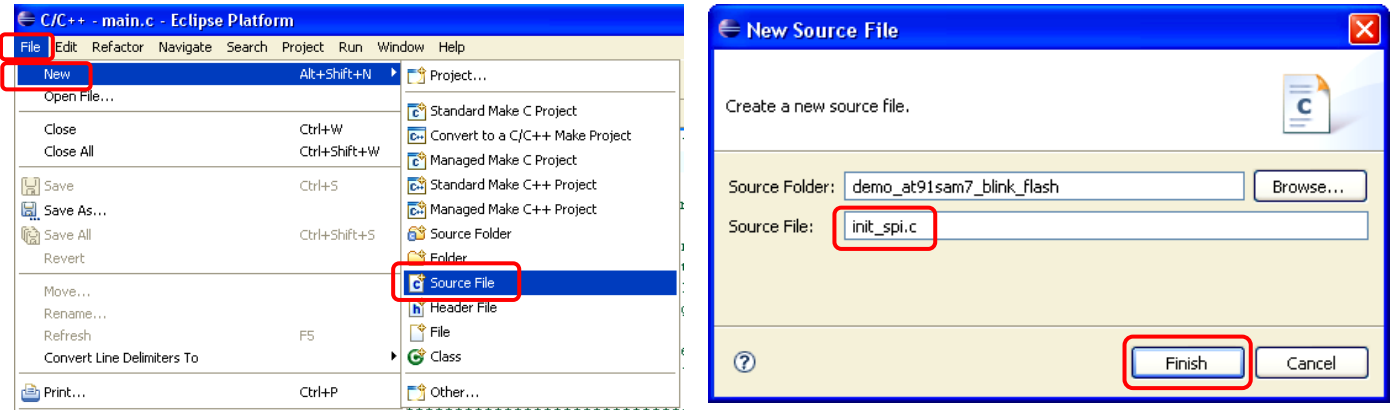 C/C++ - main.c - Eclipse Platform
File Edit Refactor Navigate Search Project Run Window Help
New Alt+Shift+N
Open File...
Close Ctrl+W
Close All Ctrl+Shift+W
Save Ctrl+S
Save As...
Save All Ctrl+Shift+S
Revert
Move...
Rename...
Refresh F5
Convert Line Delimiters To
Print... Ctrl+P
Project...
Standard Make C Project
Convert to a C/C++ Make Project
Managed Make C Project
Standard Make C++ Project
Managed Make C++ Project
Source Folder
Folder
Source File
Header File
File
Class
Other...
New Source File
Create a new source file.
Source Folder: demo_at91sam7_blink_flash Browse...
Source File: init_spi.c
Finish Cancel